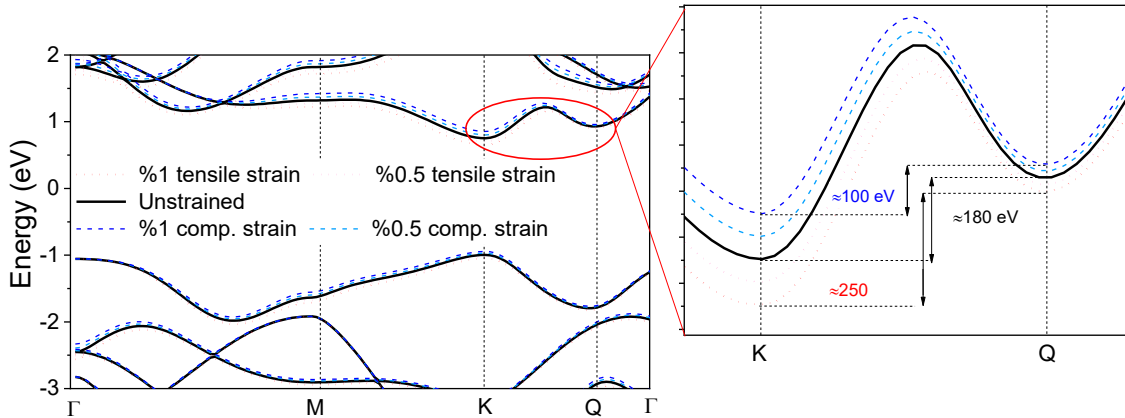 2
1
0
-1
-2
-3
Energy (eV)
%1 tensile strain
%0.5 tensile strain
Unstrained
%1 comp. strain
%0.5 comp. strain
Γ
M
K
Q
Γ
≈100 eV
≈180 eV
≈250
K
Q